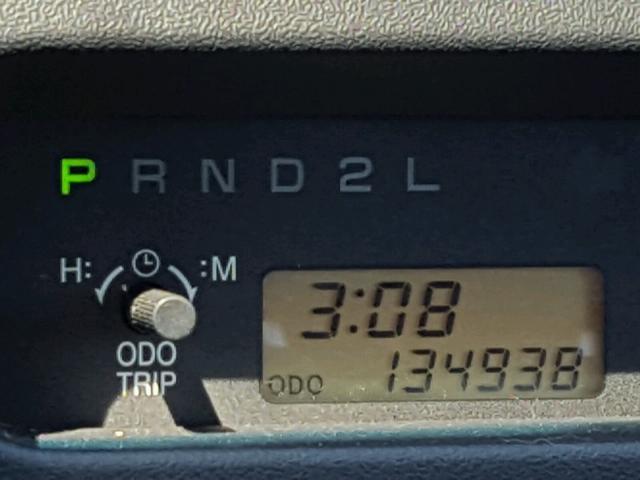 P R N D 2 L
H: :M
ODO
TRIP
3:08
ODO 134938